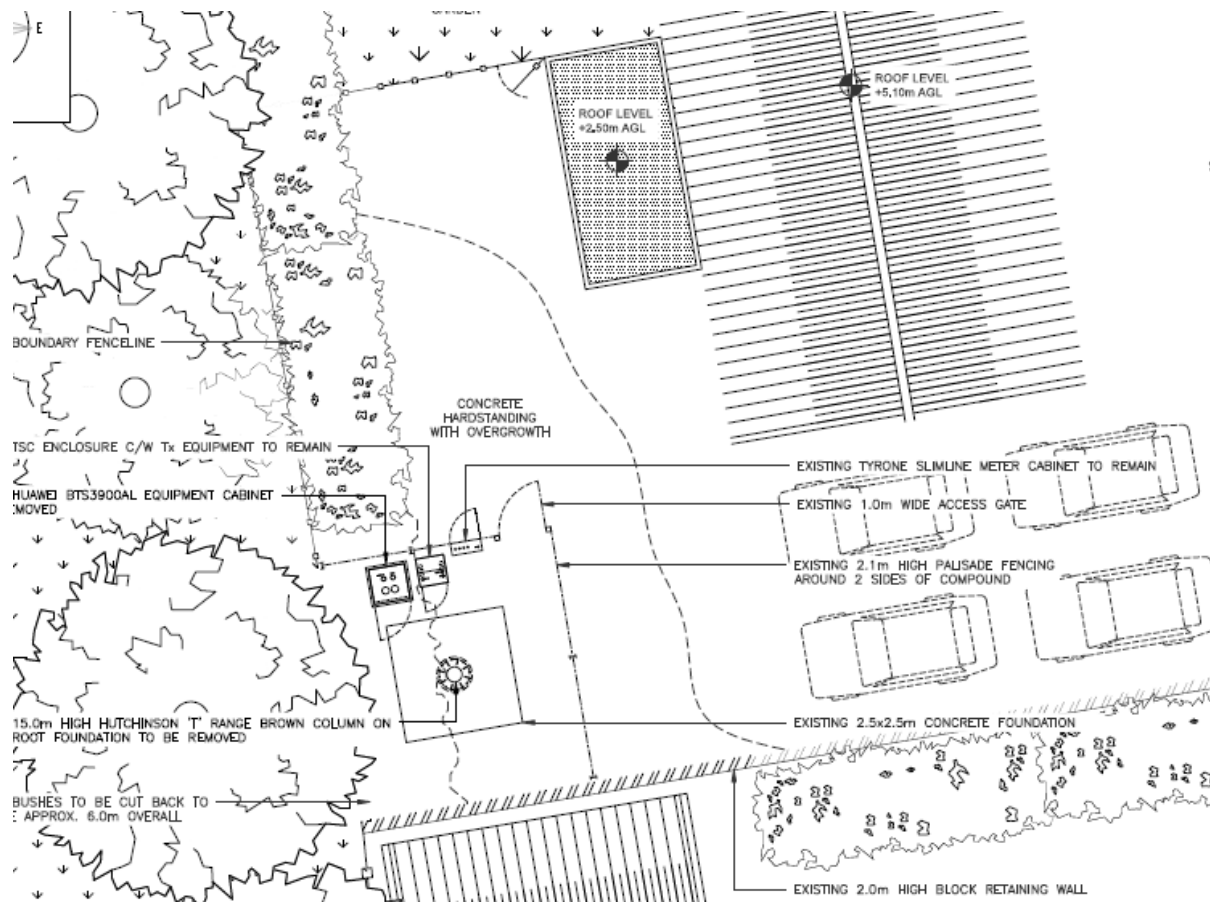 GARDEN
E
ROOF LEVEL
+5.10m AGL
ROOF LEVEL
+2.50m AGL
BOUNDARY FENCELINE
CONCRETE
HARDSTANDING
WITH OVERGROWTH
TSC ENCLOSURE C/W Tx EQUIPMENT TO REMAIN
EXISTING TYRONE SLIMLINE METER CABINET TO REMAIN
HUAWEI BTS3900AL EQUIPMENT CABINET
EMOVED
EXISTING 1.0m WIDE ACCESS GATE
EXISTING 2.1m HIGH PALISADE FENCING
AROUND 2 SIDES OF COMPOUND
15.0m HIGH HUTCHINSON 'T' RANGE BROWN COLUMN ON
ROOT FOUNDATION TO BE REMOVED
EXISTING 2.5x2.5m CONCRETE FOUNDATION
BUSHES TO BE CUT BACK TO
E APPROX. 6.0m OVERALL
EXISTING 2.0m HIGH BLOCK RETAINING WALL